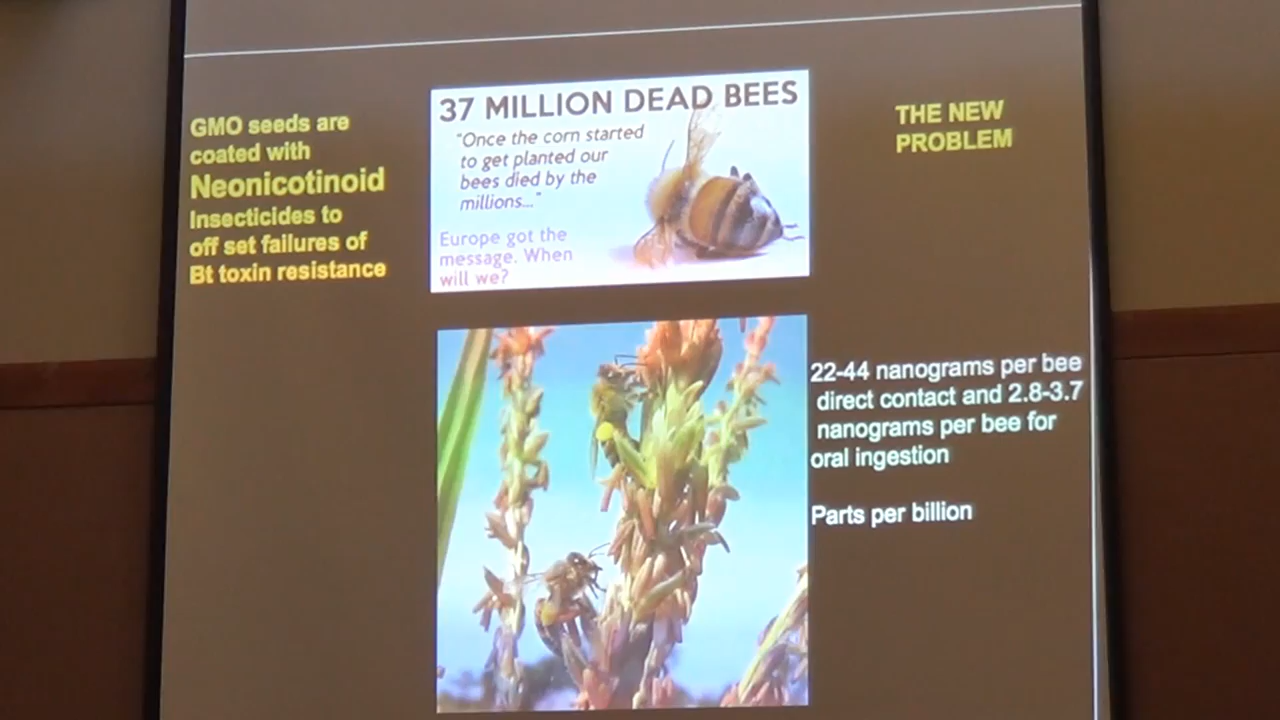 GMO seeds are
coated with
Neonicotinoid
Insecticides to
off set failures of
Bt toxin resistance
37 MILLION DEAD BEES
"Once the corn started
to get planted our
bees died by the
millions..."
Europe got the
message. When
will we?
THE NEW
PROBLEM
22-44 nanograms per bee
direct contact and 2.8-3.7
nanograms per bee for
oral ingestion
Parts per billion